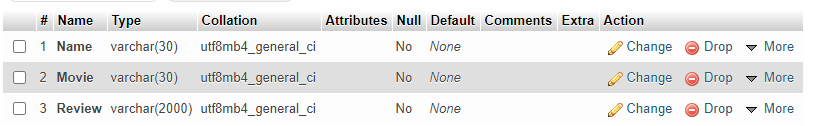 # Name Type Collation Attributes Null Default Comments Extra Action
1 Name varchar(30) utf8mb4_general_ci No None Change Drop More
2 Movie varchar(30) utf8mb4_general_ci No None Change Drop More
3 Review varchar(2000) utf8mb4_general_ci No None Change Drop More